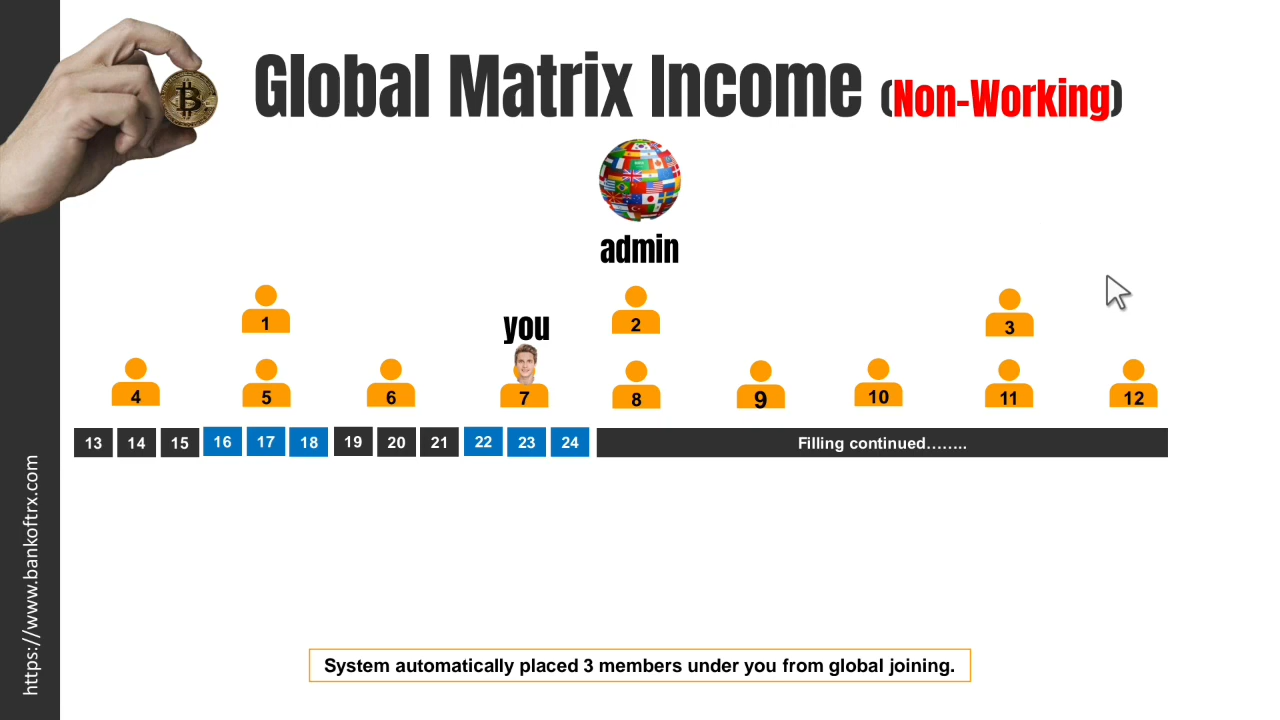 Global Matrix Income (Non-Working)
admin
1
2
3
you
4
5
6
7
8
9
10
11
12
13 14 15 16 17 18 19 20 21 22 23 24 Filling continued……..
System automatically placed 3 members under you from global joining.
https://www.bankoftrx.com